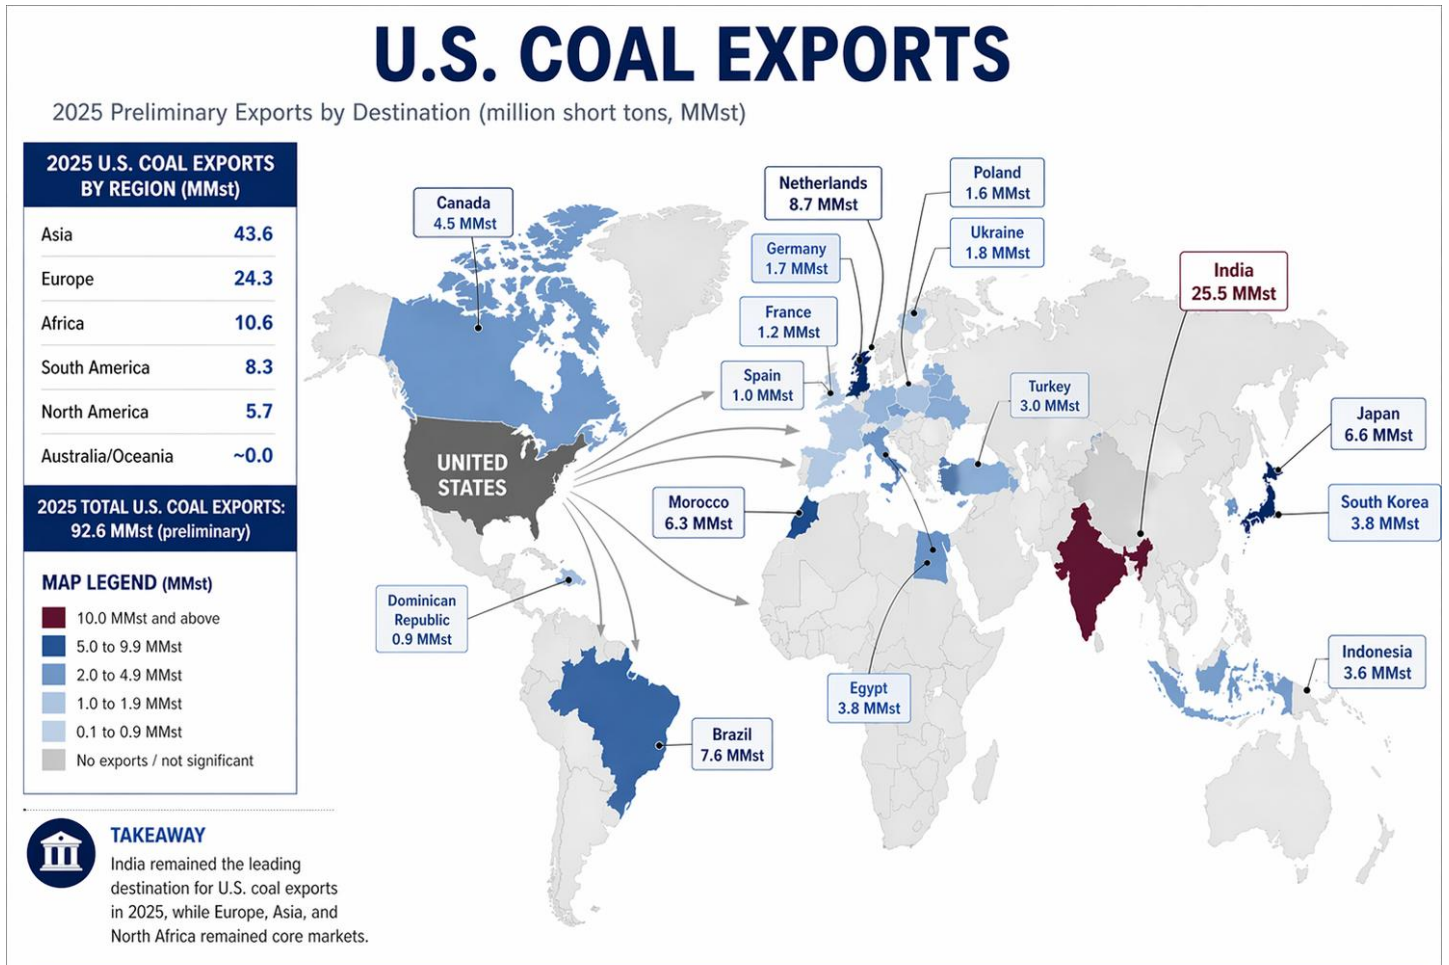 U.S. COAL EXPORTS
2025 Preliminary Exports by Destination (million short tons, MMst)
2025 U.S. COAL EXPORTS
BY REGION (MMst)
Asia 43.6
Europe 24.3
Africa 10.6
South America 8.3
North America 5.7
Australia/Oceania ~0.0
2025 TOTAL U.S. COAL EXPORTS:
92.6 MMst (preliminary)
MAP LEGEND (MMst)
10.0 MMst and above
5.0 to 9.9 MMst
2.0 to 4.9 MMst
1.0 to 1.9 MMst
0.1 to 0.9 MMst
No exports / not significant
TAKEAWAY
India remained the leading
destination for U.S. coal exports
in 2025, while Europe, Asia, and
North Africa remained core markets.
Canada
4.5 MMst
UNITED
STATES
Dominican
Republic
0.9 MMst
Brazil
7.6 MMst
Netherlands
8.7 MMst
Germany
1.7 MMst
France
1.2 MMst
Spain
1.0 MMst
Morocco
6.3 MMst
Poland
1.6 MMst
Ukraine
1.8 MMst
Turkey
3.0 MMst
Egypt
3.8 MMst
India
25.5 MMst
Japan
6.6 MMst
South Korea
3.8 MMst
Indonesia
3.6 MMst